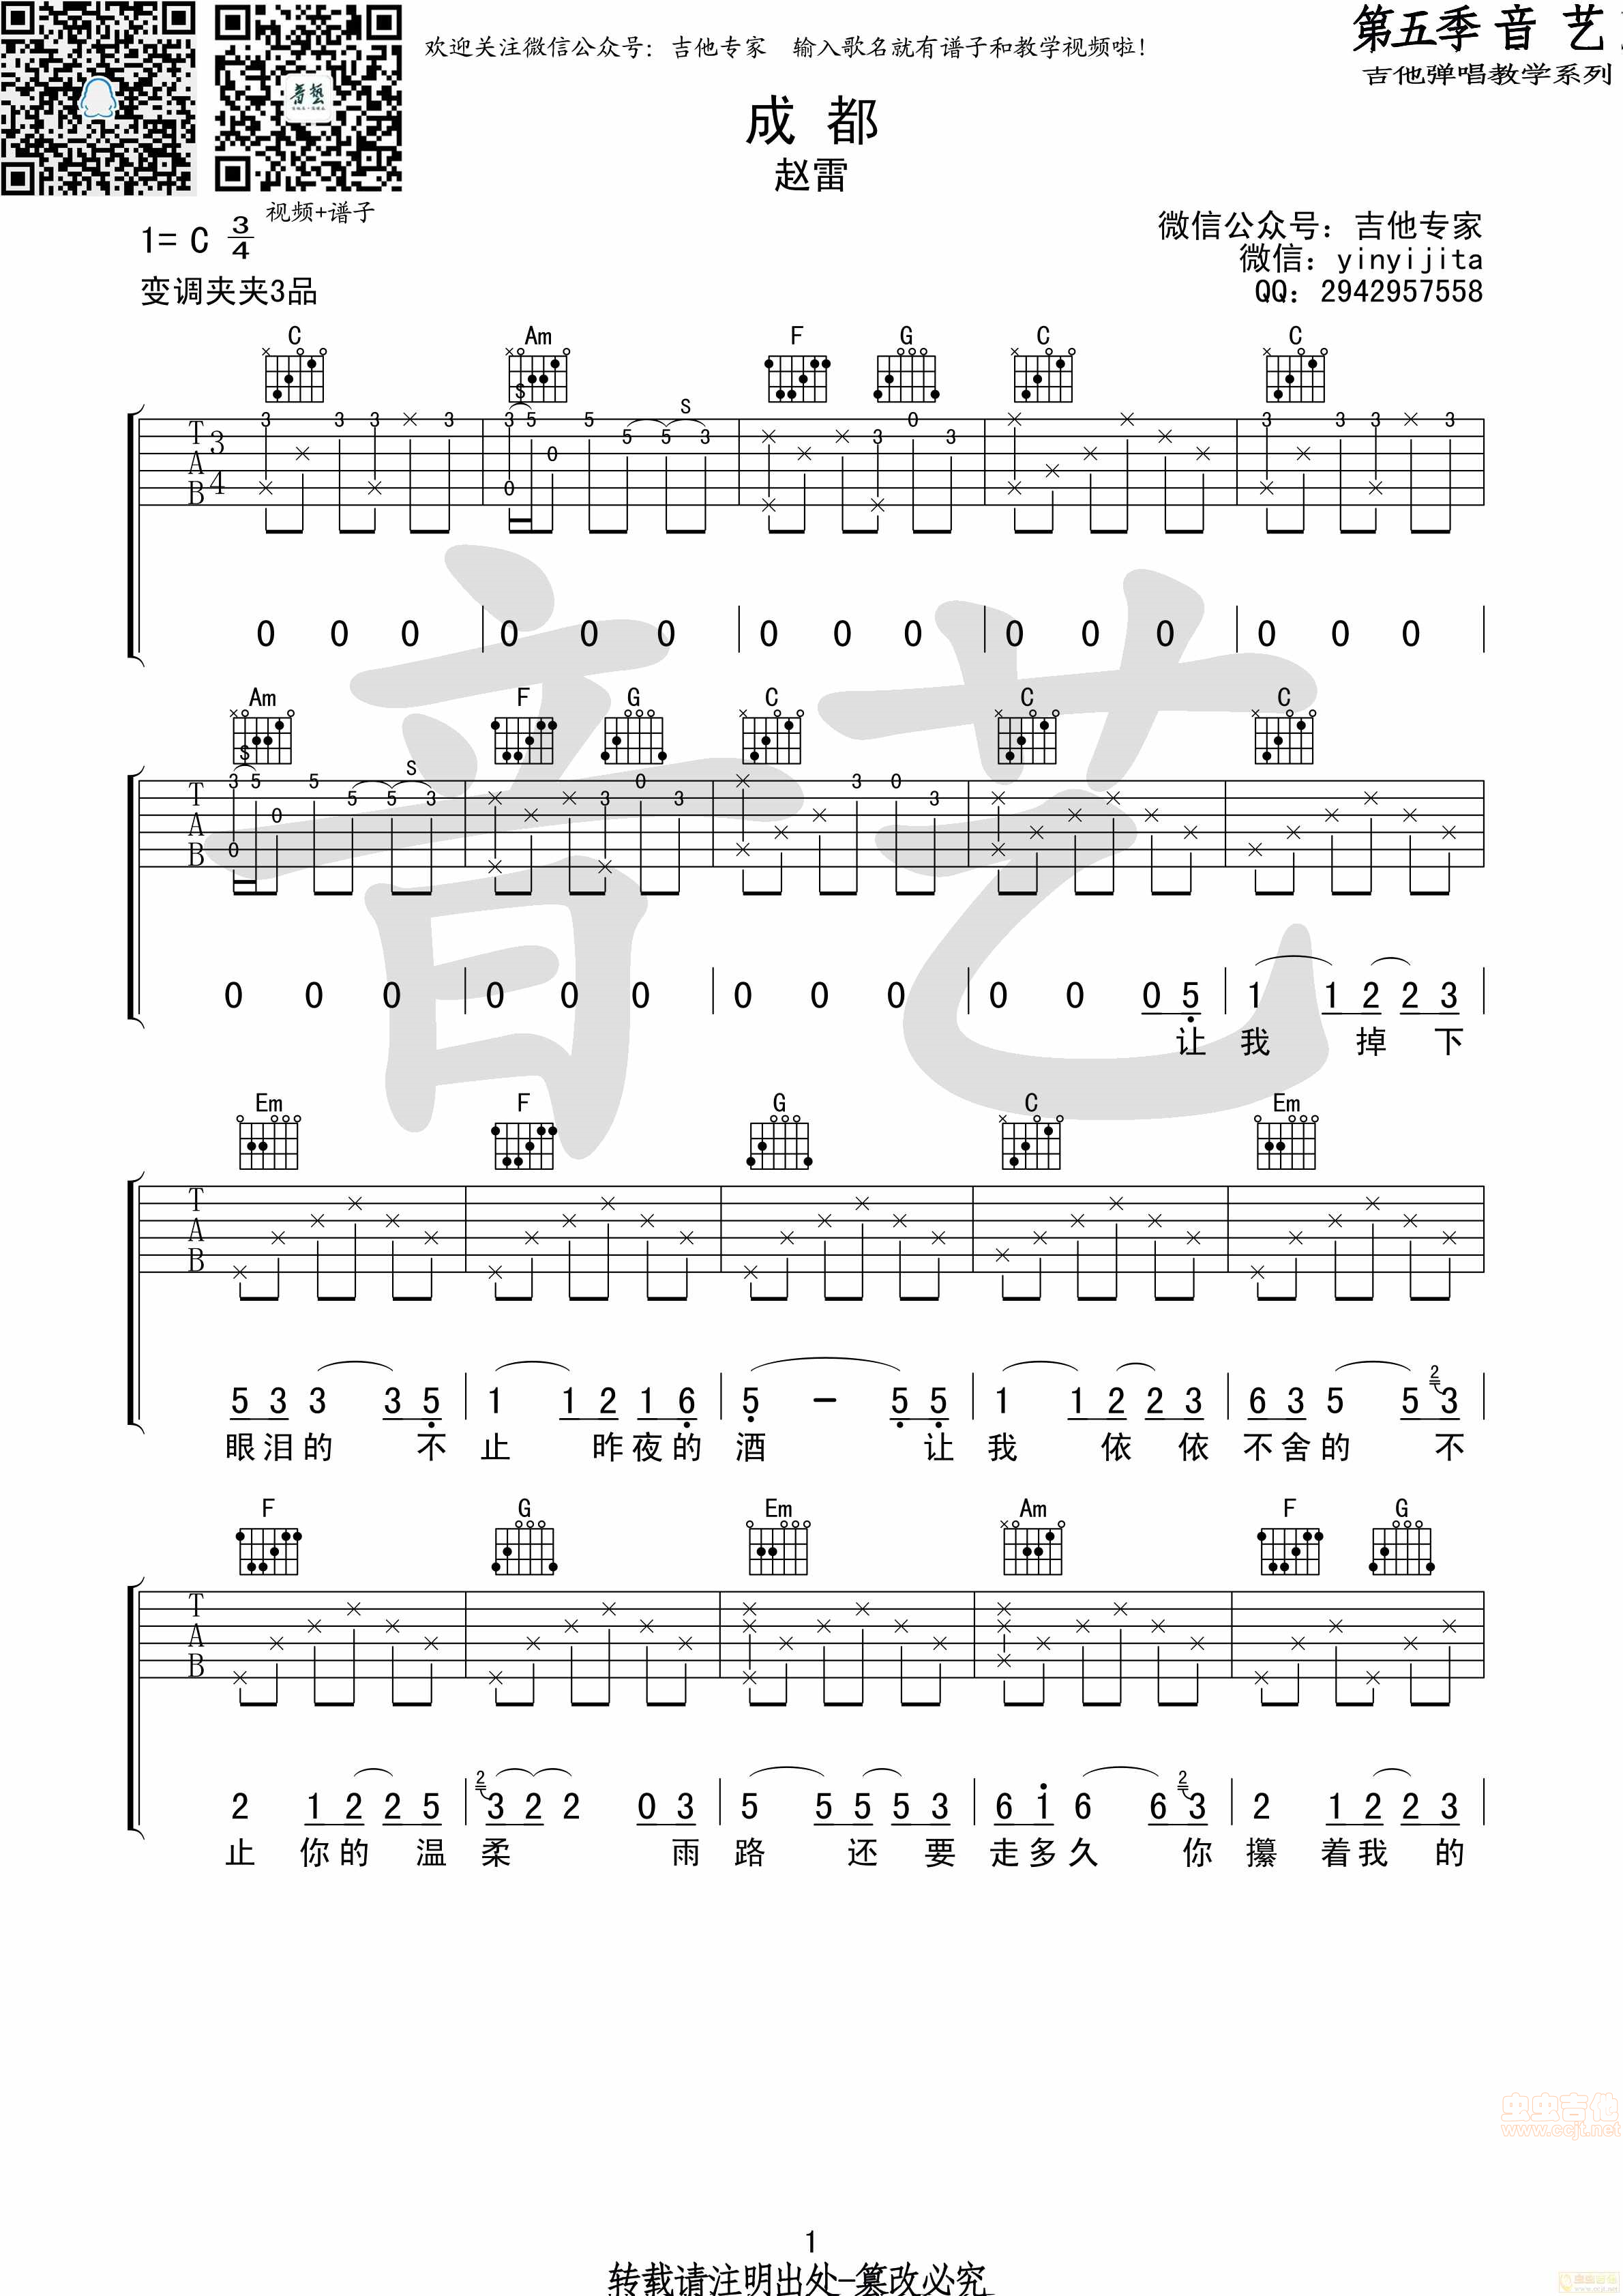 欢迎关注微信公众号：吉他专家　输入歌名就有谱子和教学视频啦！
第五季 音 艺
吉他弹唱教学系列
成 都
赵雷
视频+谱子
1= C 3/4
变调夹夹3品
微信公众号：吉他专家
微信：yinyijita
QQ：2942957558
C Am F G C C
3 3 3 3 3 5 0 5 5 5 3 3 0 3 3 3 3 3
S S
T A B 3 4
0
0 0 0 0 0 0 0 0 0 0 0 0 0 0 0
Am F G C C C
S S
3 5 0 5 5 5 3 3 0 3 3 0 3
T A B
0
0 0 0 0 0 0 0 0 0 0 0 0 5 1 1 2 2 3
让 我 掉 下
Em F G C Em
T A B
5 3 3 3 5 1 1 2 1 6 5 – 5 5 1 1 2 2 3 6 3 5 5 2 3
眼 泪 的 不 止 昨 夜 的 酒 让 我 依 依 不 舍 的 不
F G Em Am F G
T A B
2 1 2 2 5 2 3 2 2 0 3 5 5 5 5 3 6 1 6 6 2 3 2 1 2 2 3
止 你 的 温 柔 雨 路 还 要 走 多 久 你 攥 着 我 的
音 艺
虫虫吉他
www.ccjt.net
1
转载请注明出处-篡改必究